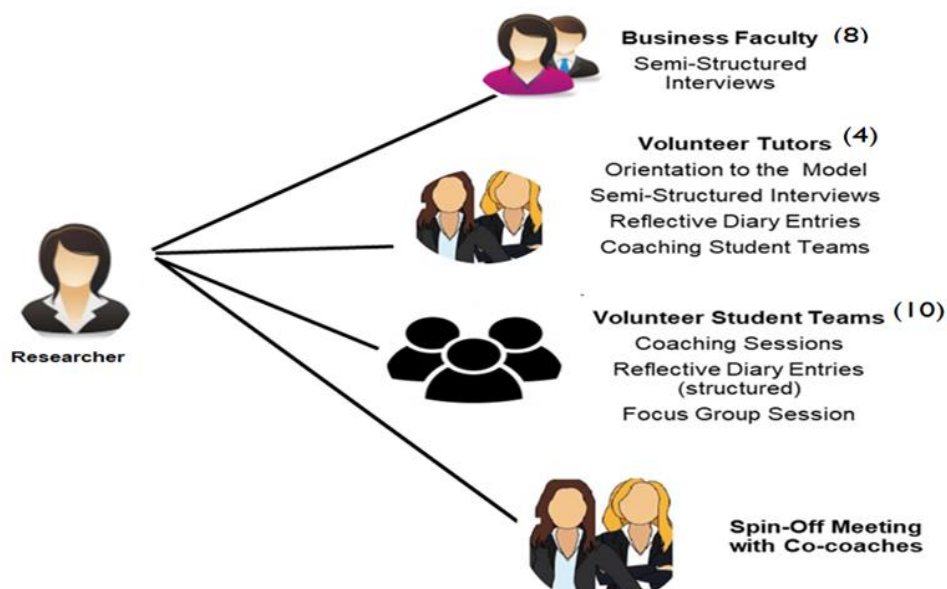 Business Faculty (8)
Semi-Structured
Interviews
Volunteer Tutors (4)
Orientation to the Model
Semi-Structured Interviews
Reflective Diary Entries
Coaching Student Teams
Researcher
Volunteer Student Teams (10)
Coaching Sessions
Reflective Diary Entries
(structured)
Focus Group Session
Spin-Off Meeting
with Co-coaches